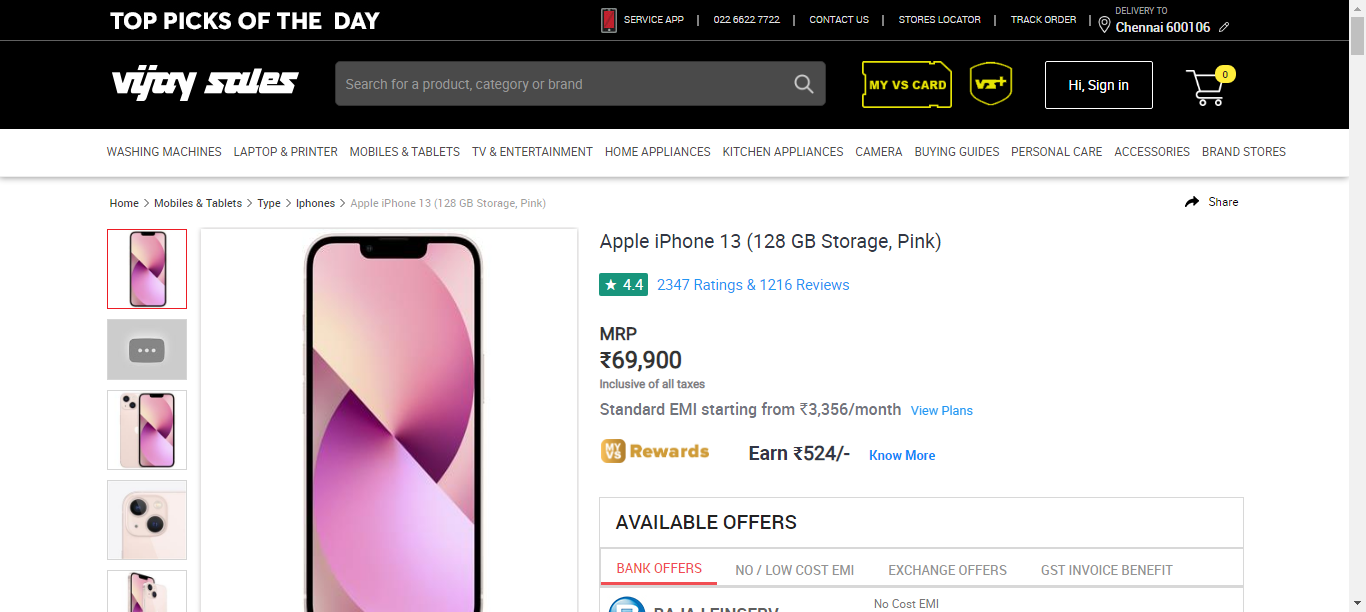 TOP PICKS OF THE DAY
SERVICE APP | 022 6622 7722 | CONTACT US | STORES LOCATOR | TRACK ORDER |
DELIVERY TO
Chennai 600106
vijay sales
Search for a product, category or brand
MY VS CARD
VS+
Hi, Sign in
0
WASHING MACHINES LAPTOP & PRINTER MOBILES & TABLETS TV & ENTERTAINMENT HOME APPLIANCES KITCHEN APPLIANCES CAMERA BUYING GUIDES PERSONAL CARE ACCESSORIES BRAND STORES
Home > Mobiles & Tablets > Type > Iphones > Apple iPhone 13 (128 GB Storage, Pink)
Share
Apple iPhone 13 (128 GB Storage, Pink)
★ 4.4 2347 Ratings & 1216 Reviews
MRP
₹69,900
Inclusive of all taxes
Standard EMI starting from ₹3,356/month View Plans
MY VS Rewards Earn ₹524/- Know More
AVAILABLE OFFERS
BANK OFFERS NO / LOW COST EMI EXCHANGE OFFERS GST INVOICE BENEFIT
No Cost EMI
BAJAJ FINSERV